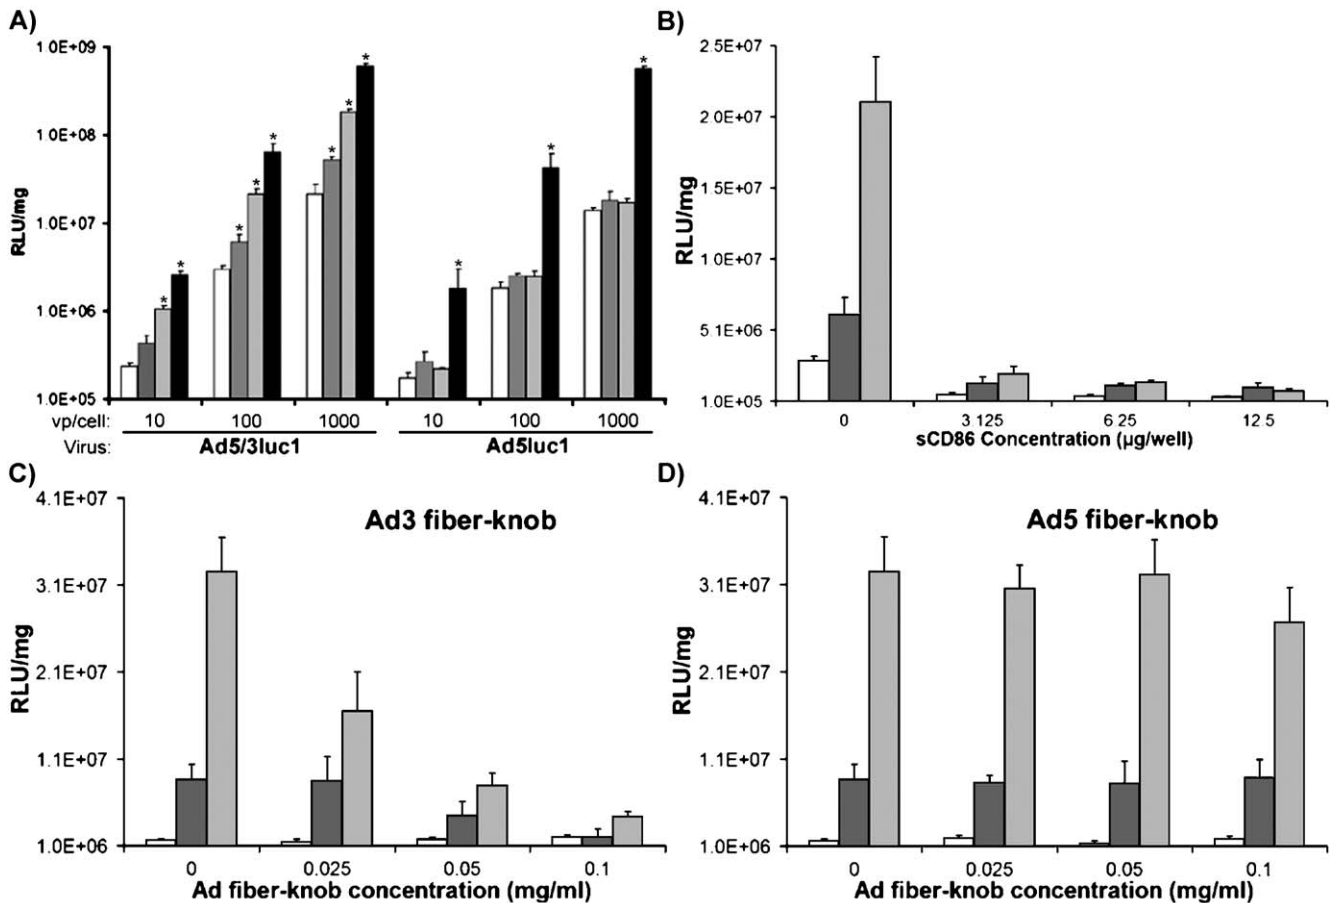 A)
1.0E+09
1.0E+08
1.0E+07
1.0E+06
1.0E+05
RLU/mg
* * * * * * * *
* * *
vp/cell: 10 100 1000 10 100 1000
Virus: Ad5/3luc1 Ad5luc1
B)
2.5E+07
2.0E+07
1.5E+07
1.0E+07
5.1E+06
1.0E+05
RLU/mg
0 3.125 6.25 12.5
sCD86 Concentration (µg/well)
C)
Ad3 fiber-knob
4.1E+07
3.1E+07
2.1E+07
1.1E+07
1.0E+06
RLU/mg
0 0.025 0.05 0.1
Ad fiber-knob concentration (mg/ml)
D)
Ad5 fiber-knob
4.1E+07
3.1E+07
2.1E+07
1.1E+07
1.0E+06
RLU/mg
0 0.025 0.05 0.1
Ad fiber-knob concentration (mg/ml)